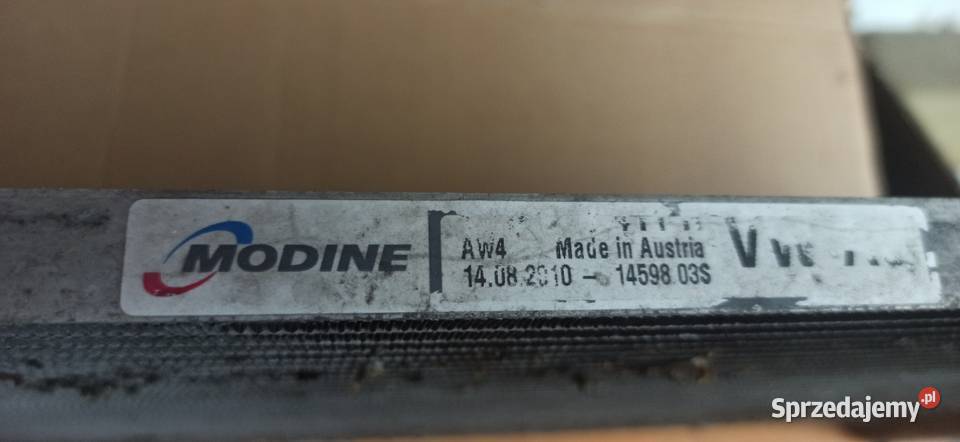 MODINE
AW4 Made in Austria
14.08.2010 - 14598 03S
Sprzedajemy.pl